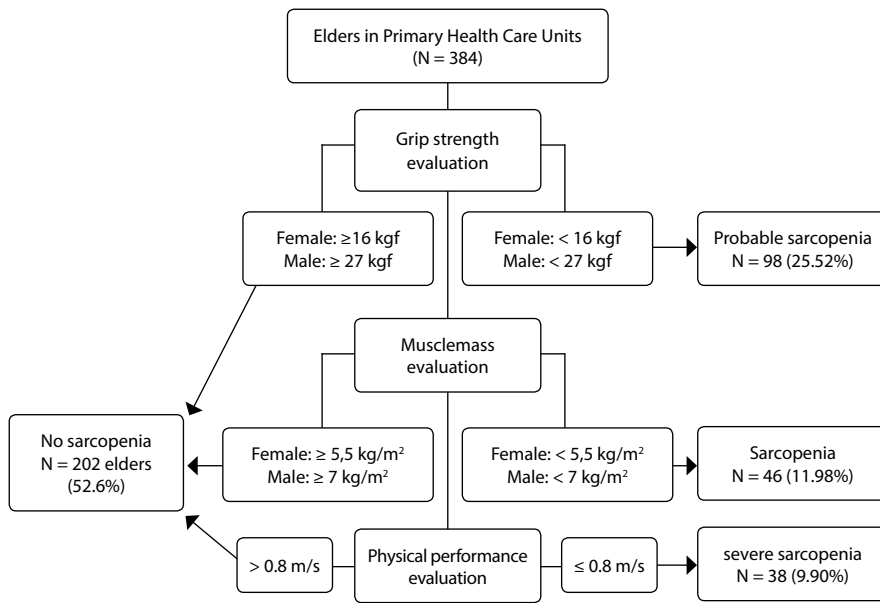 Elders in Primary Health Care Units
(N = 384)
Grip strength
evaluation
Female: ≥16 kgf
Male: ≥ 27 kgf
Female: < 16 kgf
Male: < 27 kgf
Probable sarcopenia
N = 98 (25.52%)
Musclemass
evaluation
No sarcopenia
N = 202 elders
(52.6%)
Female: ≥ 5,5 kg/m²
Male: ≥ 7 kg/m²
Female: < 5,5 kg/m²
Male: < 7 kg/m²
Sarcopenia
N = 46 (11.98%)
> 0.8 m/s
Physical performance
evaluation
≤ 0.8 m/s
severe sarcopenia
N = 38 (9.90%)